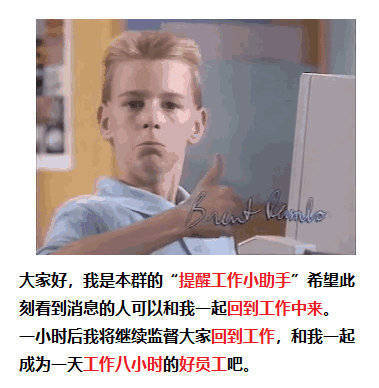 Brent Rambo
大家好，我是本群的“提醒工作小助手”希望此
刻看到消息的人可以和我一起回到工作中来。
一小时后我将继续监督大家回到工作，和我一起
成为一天工作八小时的好员工吧。